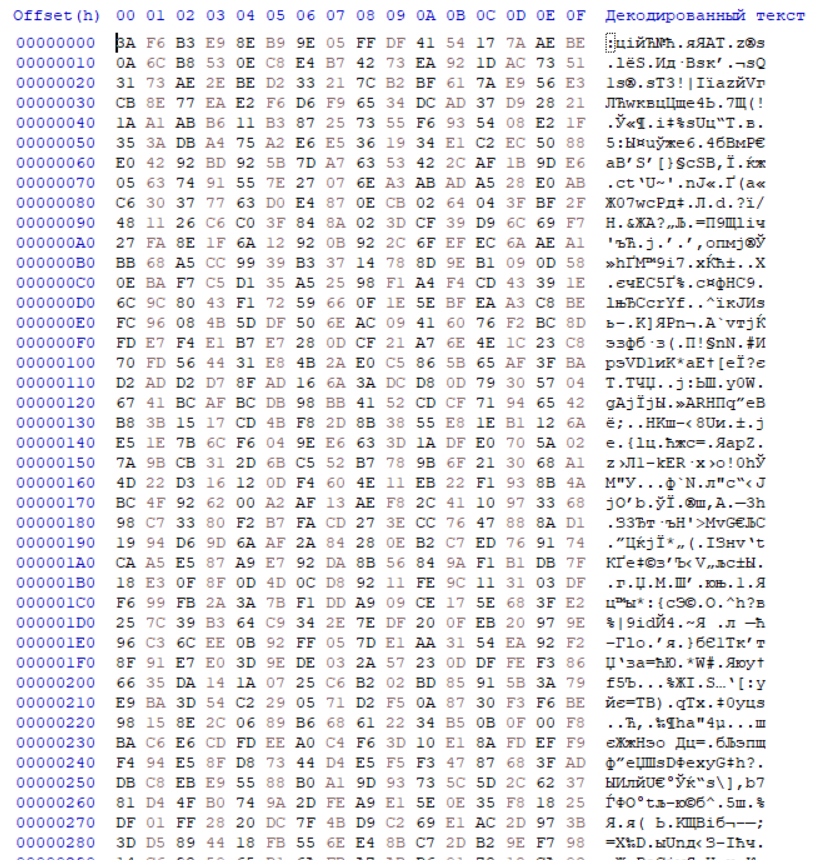 Offset(h) 00 01 02 03 04 05 06 07 08 09 0A 0B 0C 0D 0E 0F Декодированный текст
00000000 3A F6 B3 E9 8E B9 9E 05 FF DF 41 54 17 7A AE BE :ційЋ№ћ.яЯAT.z®ѕ
00000010 0A 6C B8 53 0E C8 E4 B7 42 73 EA 92 1D AC 73 51 .lёS.Ид·Bsк’.¬sQ
00000020 31 73 AE 2E BE D2 33 21 7C B2 BF 61 7A AE 9E 56 E3 1s®.ѕТ3!|ІїazћVг
00000030 CB 8E 77 EA E2 F6 D6 F9 65 34 DC AD 37 D9 28 21 ЛЋwквцЦщe4Ь.7Щ(!
00000040 1A A1 AB B6 11 B3 87 25 73 55 F6 93 54 08 E2 1F .Ў«¶.і‡%sUц“T.в.
00000050 35 3A DB A4 75 A2 E6 E5 36 19 34 E1 C2 EC 50 88 5:Ы¤uўже6.4бВмP€
00000060 E0 42 92 BD 92 5B 7D A7 63 53 42 2C AF 1B 9D E6 аB’Ѕ’[}§cSB,Ї.ќж
00000070 05 63 74 91 55 7E 27 07 6E A3 AB AD A5 28 E0 AB .ct‘U~'.nЈ«.Ґ(а«
00000080 C6 30 37 77 63 D0 E4 87 0E CB 02 64 04 3F BF 2F Ж07wcРд‡.Л.d.?ї/
00000090 48 11 26 C6 C0 3F 84 8A 02 3D CF 39 D9 6C 69 F7 H.&ЖА?„Љ.=П9Щliч
000000A0 27 FA 8E 1F 6A 12 92 0B 92 2C 6F EF EC 6A AE A1 'ъЋ.j.’.’,oпмj®Ў
000000B0 BB 68 A5 CC 99 39 B3 37 14 78 8D 9E B1 09 0D 58 »hҐМ™9і7.xЌћ±..X
000000C0 0E BA F7 C5 D1 35 A5 25 98 F1 A4 F4 CD 43 39 1E .єчЕС5Ґ%.с¤фНC9.
000000D0 6C 9C 80 43 F1 72 59 66 0F 1E 5E BF EA A3 C8 BE lњЂCсrYf..^їкЈИѕ
000000E0 FC 96 08 4B 5D DF 50 6E AC 09 41 60 76 F2 BC 8D ь–.K]ЯPn¬.A`vтјЌ
000000F0 FD E7 F4 E1 B7 E7 28 0D CF 21 A7 6E 4E 1C 23 C8 эзфб·з(.П!§nN.#И
00000100 70 FD 56 44 31 E8 4B 2A E0 C5 86 5B 65 AF 3F BA pэVD1иK*аЕ†[eЇ?є
00000110 D2 AD D2 D7 8F AD 16 6A 3A DC D8 0D 79 30 57 04 Т.ТЧЏ..j:ЬШ.y0W.
00000120 67 41 BC AF BC DB 98 BB 41 52 CD CF 71 94 65 42 gAјЇјЫ.»ARНПq”eB
00000130 B8 3B 15 17 CD 4B F8 2D 8B 38 55 E8 1E B1 12 6A ё;..НKш-‹8Uи.±.j
00000140 E5 1E 7B 6C F6 04 9E E6 63 3D 1A DF E0 70 5A 02 е.{lц.ћжc=.ЯаpZ.
00000150 7A 9B CB 31 2D 6B C5 52 B7 78 9B 6F 21 30 68 A1 z›Л1-kЕR·x›o!0hЎ
00000160 4D 22 D3 16 12 0D F4 60 4E 11 EB 22 F1 93 8B 4A M"У...ф`N.л"с“‹J
00000170 BC 4F 92 62 00 A2 AF 13 AE F8 2C 41 10 97 33 68 јO’b.ўЇ.®ш,A.—3h
00000180 98 C7 33 80 F2 B7 FA CD 27 3E CC 76 47 88 8A D1 .З3Ђт·ъН'>МvG€ЉС
00000190 19 94 D6 9D 6A AF 2A 84 28 0E B2 C7 ED 76 91 74 .”ЦќjЇ*„(.ІЗнv‘t
000001A0 CA A5 E5 87 A9 E7 92 DA 8B 56 84 9A F1 B1 DB 7F КҐе‡©з’Ъ‹V„љс±Ы.
000001B0 18 E3 0F 8F 0D 4D 0C D8 92 11 FE 9C 11 31 03 DF .г.Џ.M.Ш’.юњ.1.Я
000001C0 F6 99 FB 2A 3A 7B F1 DD A9 09 CE 17 5E 68 3F E2 ц™ы*:{сЭ©.О.^h?в
000001D0 25 7C 39 B3 64 C9 34 2E 7E DF 20 0F EB 20 97 9E %|9іdЙ4.~Я .л —ћ
000001E0 96 C3 6C EE 0B 92 FF 05 7D E1 AA 31 54 EA 92 F2 –Гlо.’я.}бЄ1Tк’т
000001F0 8F 91 E7 E0 3D 9E DE 03 2A 57 23 0D DF FE F3 86 Џ‘за=ћЮ.*W#.Яюу†
00000200 66 35 DA 14 1A 07 25 C6 B2 02 BD 85 91 5B 3A 79 f5Ъ...%ЖІ.Ѕ…‘[:y
00000210 E9 BA 3D 54 C2 29 05 71 D2 F5 0A 87 30 F3 F6 BE йє=TВ).qТх.‡0уцѕ
00000220 98 15 8E 2C 06 89 B6 68 61 22 34 B5 0B 0F 00 F8 ..Ћ,.‰¶ha"4µ...ш
00000230 BA C6 E6 CD FD EE A0 C4 F6 3D 10 E1 8A FD EF F9 єЖжНэо Дц=.бЉэпщ
00000240 F4 94 E5 8F D8 73 44 D4 E5 F5 F3 47 87 68 3F AD ф”еЏШsDФехуG‡h?.
00000250 DB C8 EB E9 55 88 B0 A1 9D 93 73 5C 5D 2C 62 37 ЫИлйU€°Ўќ“s\],b7
00000260 81 D4 4F B0 74 9A 2D FE A9 E1 5E 0E 35 F8 18 25 ЃФO°tљ-ю©б^.5ш.%
00000270 DF 01 FF 28 20 DC 7F 4B D9 C2 69 E1 AC 2D 97 3B Я.я( Ь.KЩВiб¬-—;
00000280 3D D5 89 44 18 FB 55 6E E4 8B C7 2D B2 9E F7 98 =Х‰D.ыUnд‹З-Іћч.